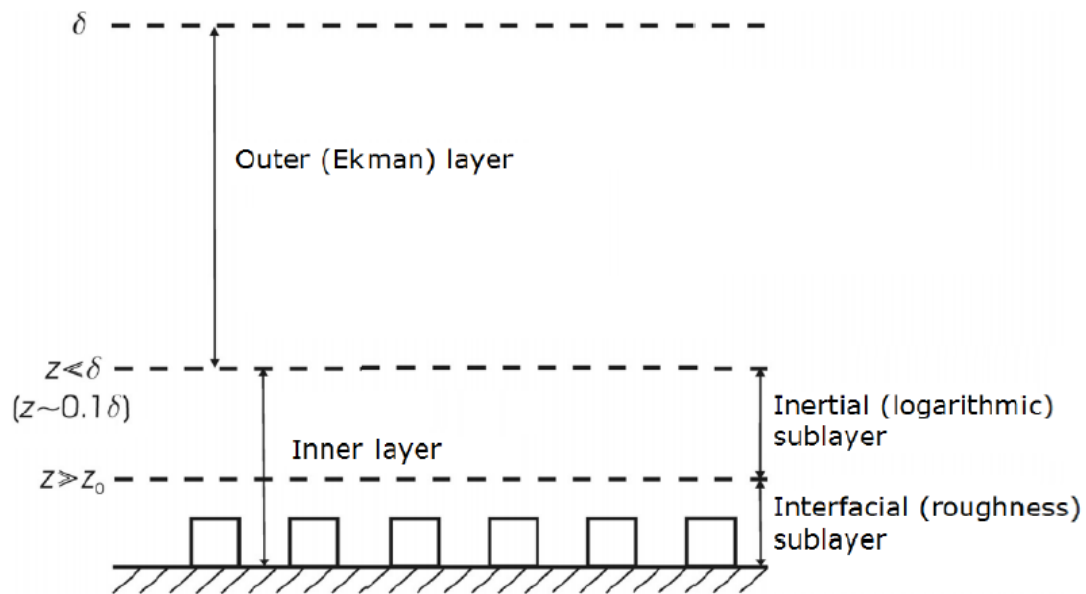 δ
Outer (Ekman) layer
z≪δ
(z~0.1δ)
Inertial (logarithmic)
sublayer
Inner layer
z≫z₀
Interfacial (roughness)
sublayer